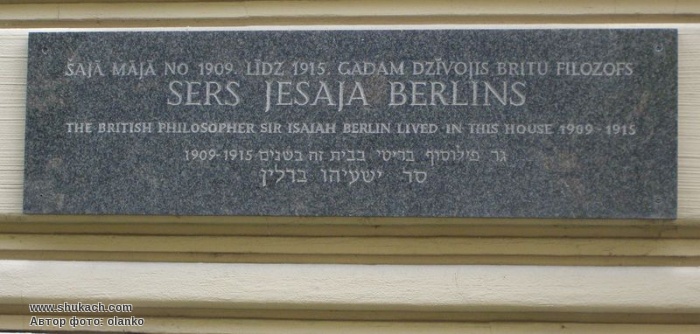 ŠAJĀ MĀJĀ NO 1909. LĪDZ 1915. GADAM DZĪVOJIS BRITU FILOZOFS
SERS JESAJA BERLINS
THE BRITISH PHILOSOPHER SIR ISAIAH BERLIN LIVED IN THIS HOUSE 1909-1915
גר פילוסוף בריטי בבית זה בשנים 1909-1915
סר ישעיהו ברלין
www.shukach.com
Автор фото: olanko